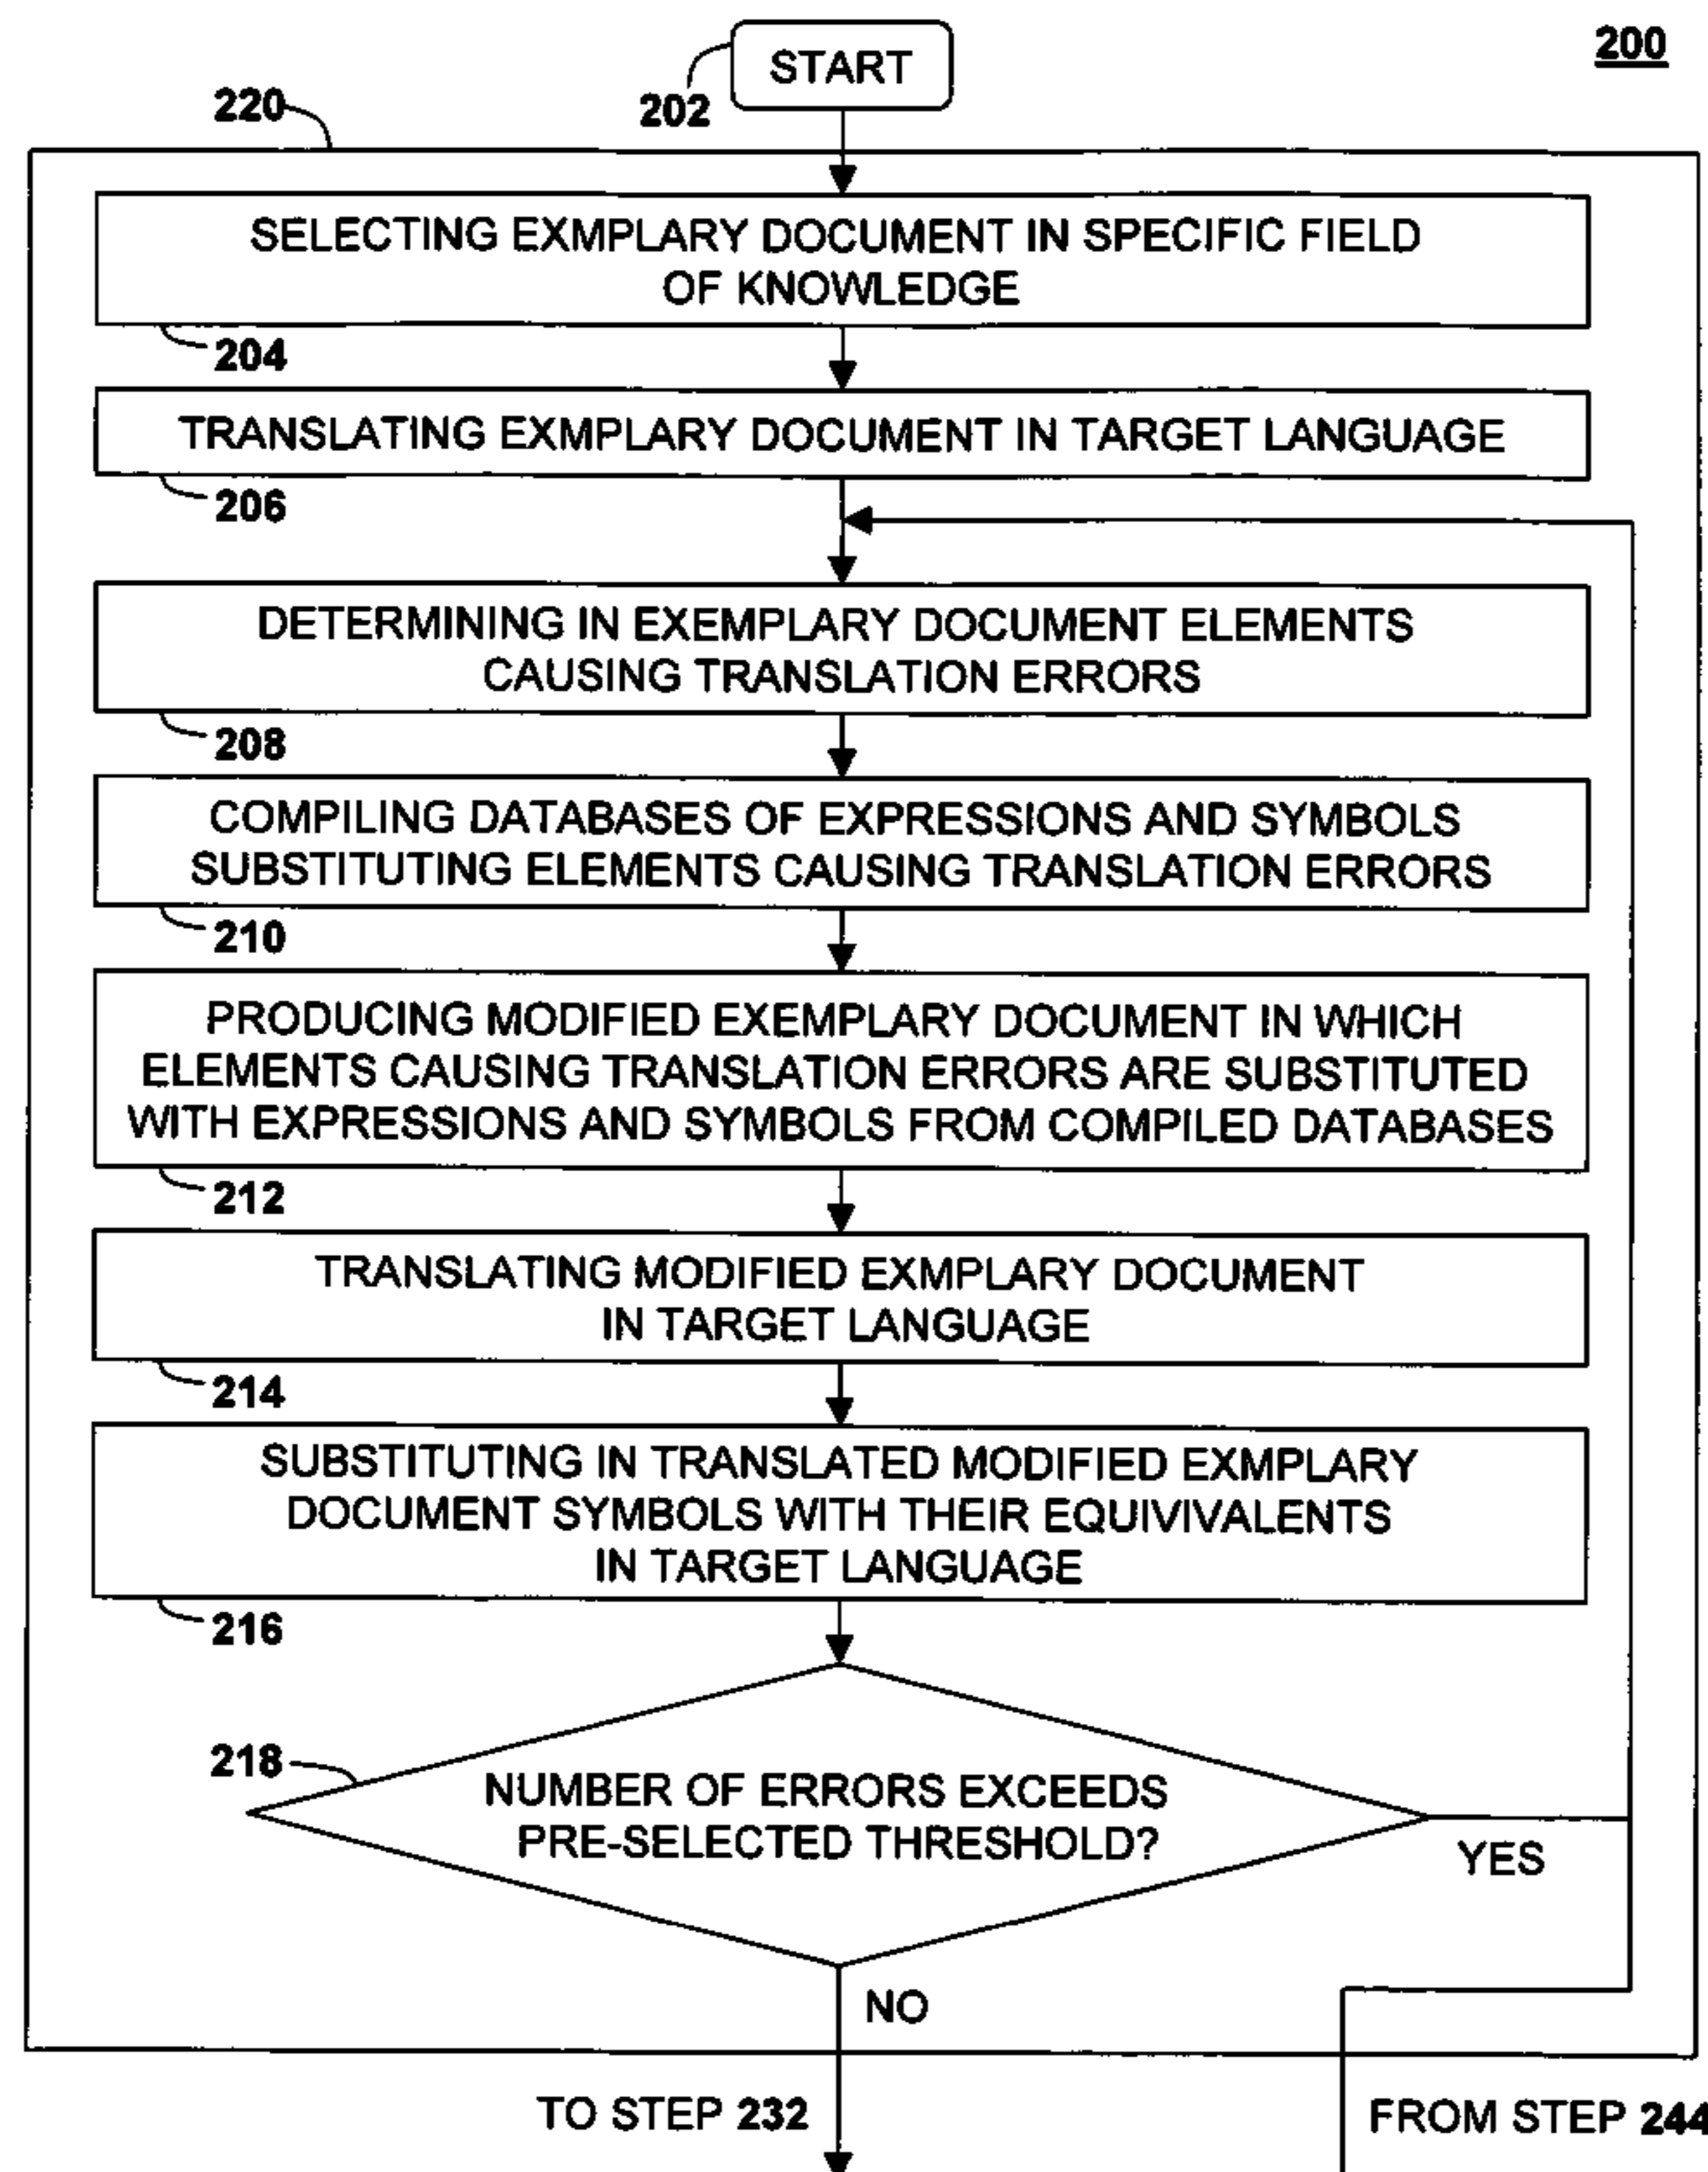 200
START
202
220
SELECTING EXMPLARY DOCUMENT IN SPECIFIC FIELD
OF KNOWLEDGE
204
TRANSLATING EXMPLARY DOCUMENT IN TARGET LANGUAGE
206
DETERMINING IN EXEMPLARY DOCUMENT ELEMENTS
CAUSING TRANSLATION ERRORS
208
COMPILING DATABASES OF EXPRESSIONS AND SYMBOLS
SUBSTITUTING ELEMENTS CAUSING TRANSLATION ERRORS
210
PRODUCING MODIFIED EXEMPLARY DOCUMENT IN WHICH
ELEMENTS CAUSING TRANSLATION ERRORS ARE SUBSTITUTED
WITH EXPRESSIONS AND SYMBOLS FROM COMPILED DATABASES
212
TRANSLATING MODIFIED EXMPLARY DOCUMENT
IN TARGET LANGUAGE
214
SUBSTITUTING IN TRANSLATED MODIFIED EXMPLARY
DOCUMENT SYMBOLS WITH THEIR EQUIVIVALENTS
IN TARGET LANGUAGE
216
218
NUMBER OF ERRORS EXCEEDS
PRE-SELECTED THRESHOLD?
YES
NO
TO STEP 232
FROM STEP 244